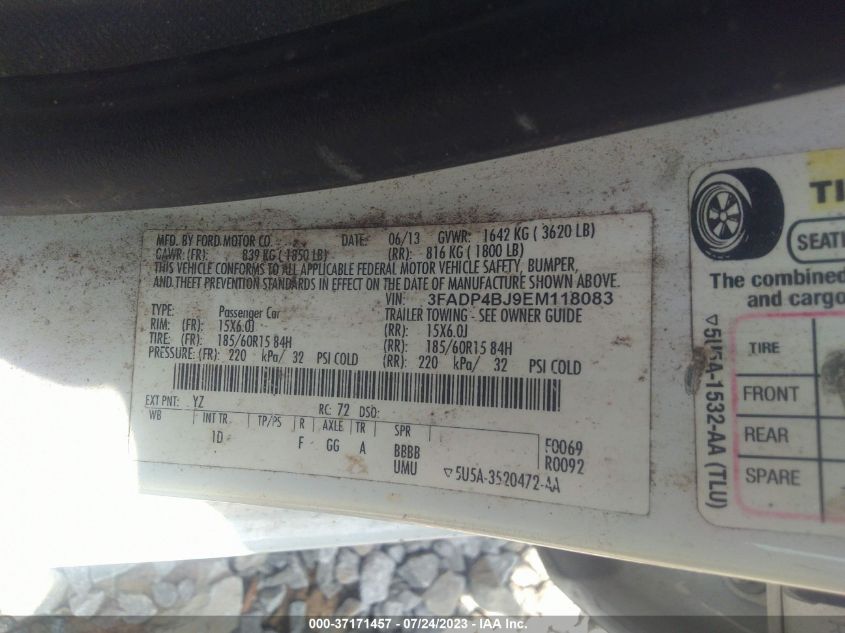 MFD. BY FORD MOTOR CO. DATE: 06/13 GVWR: 1642 KG ( 3620 LB)
GAWR: (FR): 839 KG ( 1850 LB) (RR): 816 KG ( 1800 LB)
THIS VEHICLE CONFORMS TO ALL APPLICABLE FEDERAL MOTOR VEHICLE SAFETY, BUMPER,
AND THEFT PREVENTION STANDARDS IN EFFECT ON THE DATE OF MANUFACTURE SHOWN ABOVE.
VIN: 3FADP4BJ9EM118083
TYPE: Passenger Car TRAILER TOWING - SEE OWNER GUIDE
RIM: (FR): 15X6.0J (RR): 15X6.0J
TIRE: (FR): 185/60R15 84H (RR): 185/60R15 84H
PRESSURE: (FR): 220 kPa/ 32 PSI COLD (RR): 220 kPa/ 32 PSI COLD
EXT PNT: YZ RC: 72 DSO:
WB INT TR TP/PS R AXLE TR SPR
1D F GG A BBBB
UMU
F0069
R0092
▽5U5A-3520472-AA
TI
SEATI
The combined
and cargo
TIRE
FRONT
REAR
SPARE
▽5U5A-1532-AA (TLU)
000-37171457 - 07/24/2023 - IAA Inc.